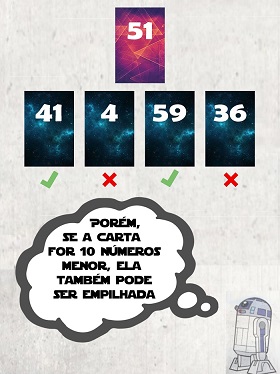 51
41 4 59 36
Porém,
se a carta
for 10 números
menor, ela
também pode
ser empilhada